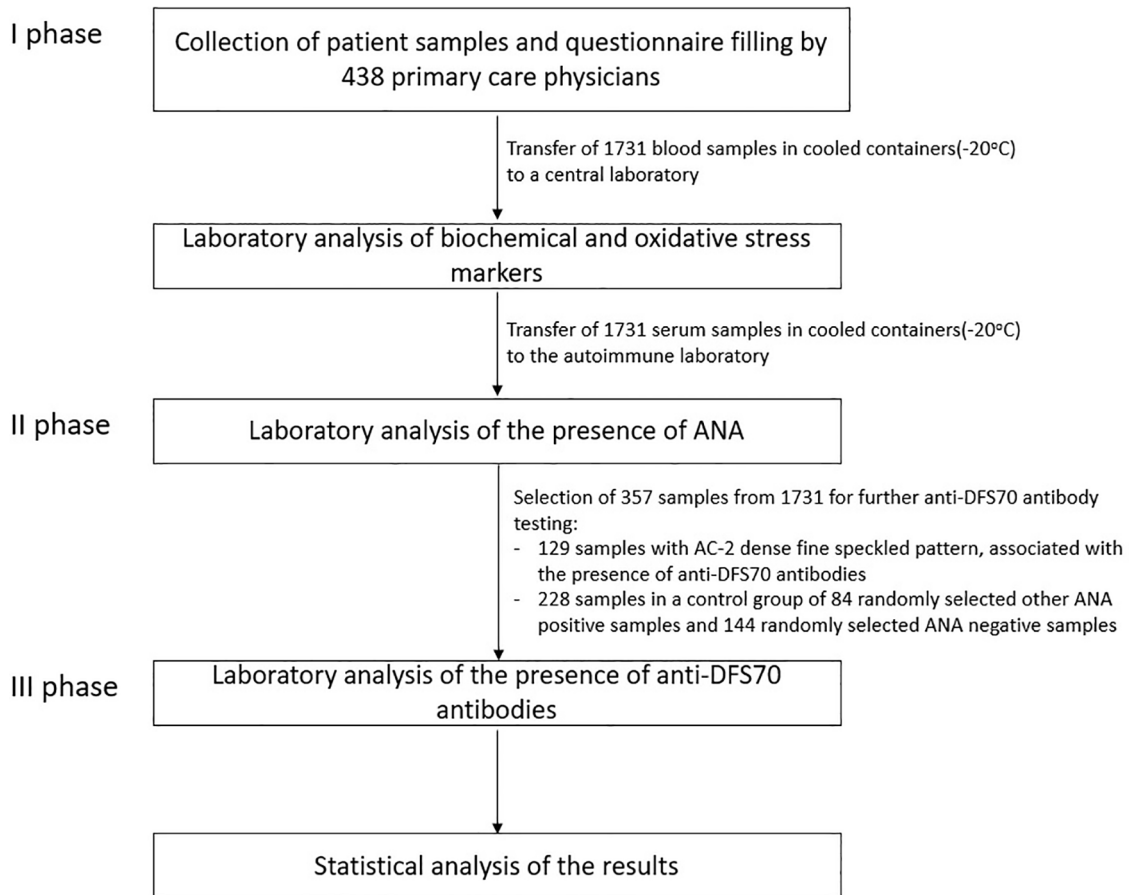 I phase
Collection of patient samples and questionnaire filling by
438 primary care physicians
Transfer of 1731 blood samples in cooled containers(-20°C)
to a central laboratory
Laboratory analysis of biochemical and oxidative stress
markers
Transfer of 1731 serum samples in cooled containers(-20°C)
to the autoimmune laboratory
II phase
Laboratory analysis of the presence of ANA
Selection of 357 samples from 1731 for further anti-DFS70 antibody
testing:
- 129 samples with AC-2 dense fine speckled pattern, associated with
the presence of anti-DFS70 antibodies
- 228 samples in a control group of 84 randomly selected other ANA
positive samples and 144 randomly selected ANA negative samples
III phase
Laboratory analysis of the presence of anti-DFS70
antibodies
Statistical analysis of the results